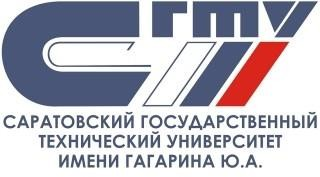 СГТУ
САРАТОВСКИЙ ГОСУДАРСТВЕННЫЙ
ТЕХНИЧЕСКИЙ УНИВЕРСИТЕТ
ИМЕНИ ГАГАРИНА Ю.А.